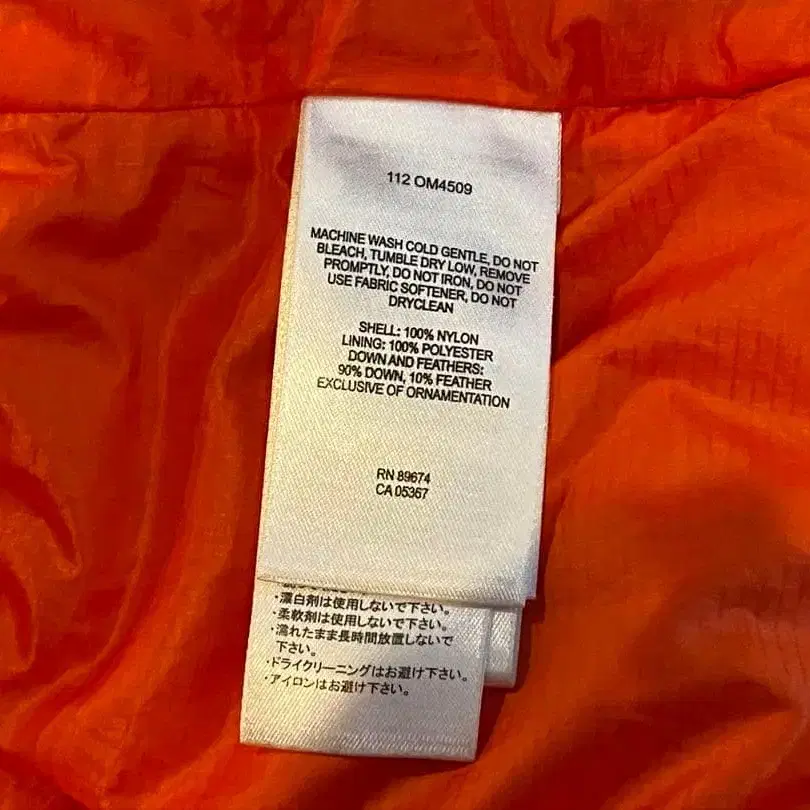 112 OM4509
MACHINE WASH COLD GENTLE, DO NOT
BLEACH, TUMBLE DRY LOW, REMOVE
PROMPTLY, DO NOT IRON, DO NOT
USE FABRIC SOFTENER, DO NOT
DRYCLEAN
SHELL: 100% NYLON
LINING: 100% POLYESTER
DOWN AND FEATHERS:
90% DOWN, 10% FEATHER
EXCLUSIVE OF ORNAMENTATION
RN 89674
CA 05367
・漂白剤は使用しないで下さい。
・柔軟剤は使用しないで下さい。
・濡れたまま長時間放置しないで
下さい。
・ドライクリーニングはお避け下さい。
・アイロンはお避け下さい。